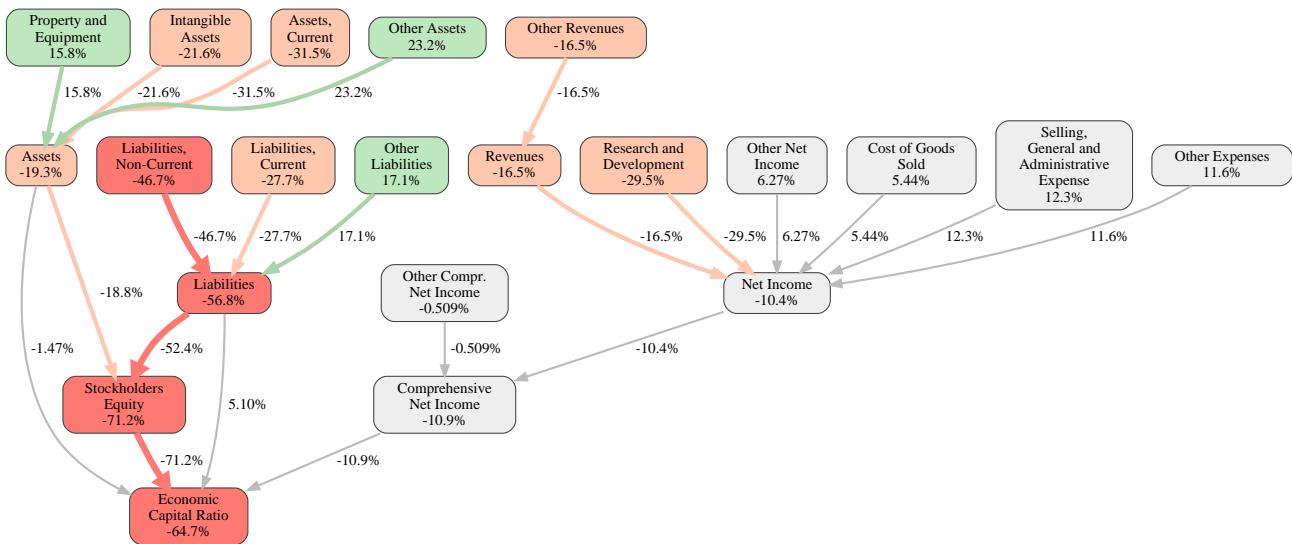 Property and
Equipment
15.8%
Intangible
Assets
-21.6%
Assets,
Current
-31.5%
Other Assets
23.2%
Other Revenues
-16.5%
15.8%
-21.6%
-31.5%
23.2%
-16.5%
Assets
-19.3%
Liabilities,
Non-Current
-46.7%
Liabilities,
Current
-27.7%
Other
Liabilities
17.1%
Revenues
-16.5%
Research and
Development
-29.5%
Other Net
Income
6.27%
Cost of Goods
Sold
5.44%
Selling,
General and
Administrative
Expense
12.3%
Other Expenses
11.6%
-46.7%
-27.7%
17.1%
-16.5%
-29.5%
6.27%
5.44%
12.3%
11.6%
Liabilities
-56.8%
Other Compr.
Net Income
-0.509%
Net Income
-10.4%
-18.8%
-1.47%
-52.4%
-0.509%
-10.4%
Stockholders
Equity
-71.2%
5.10%
Comprehensive
Net Income
-10.9%
-71.2%
-10.9%
Economic
Capital Ratio
-64.7%